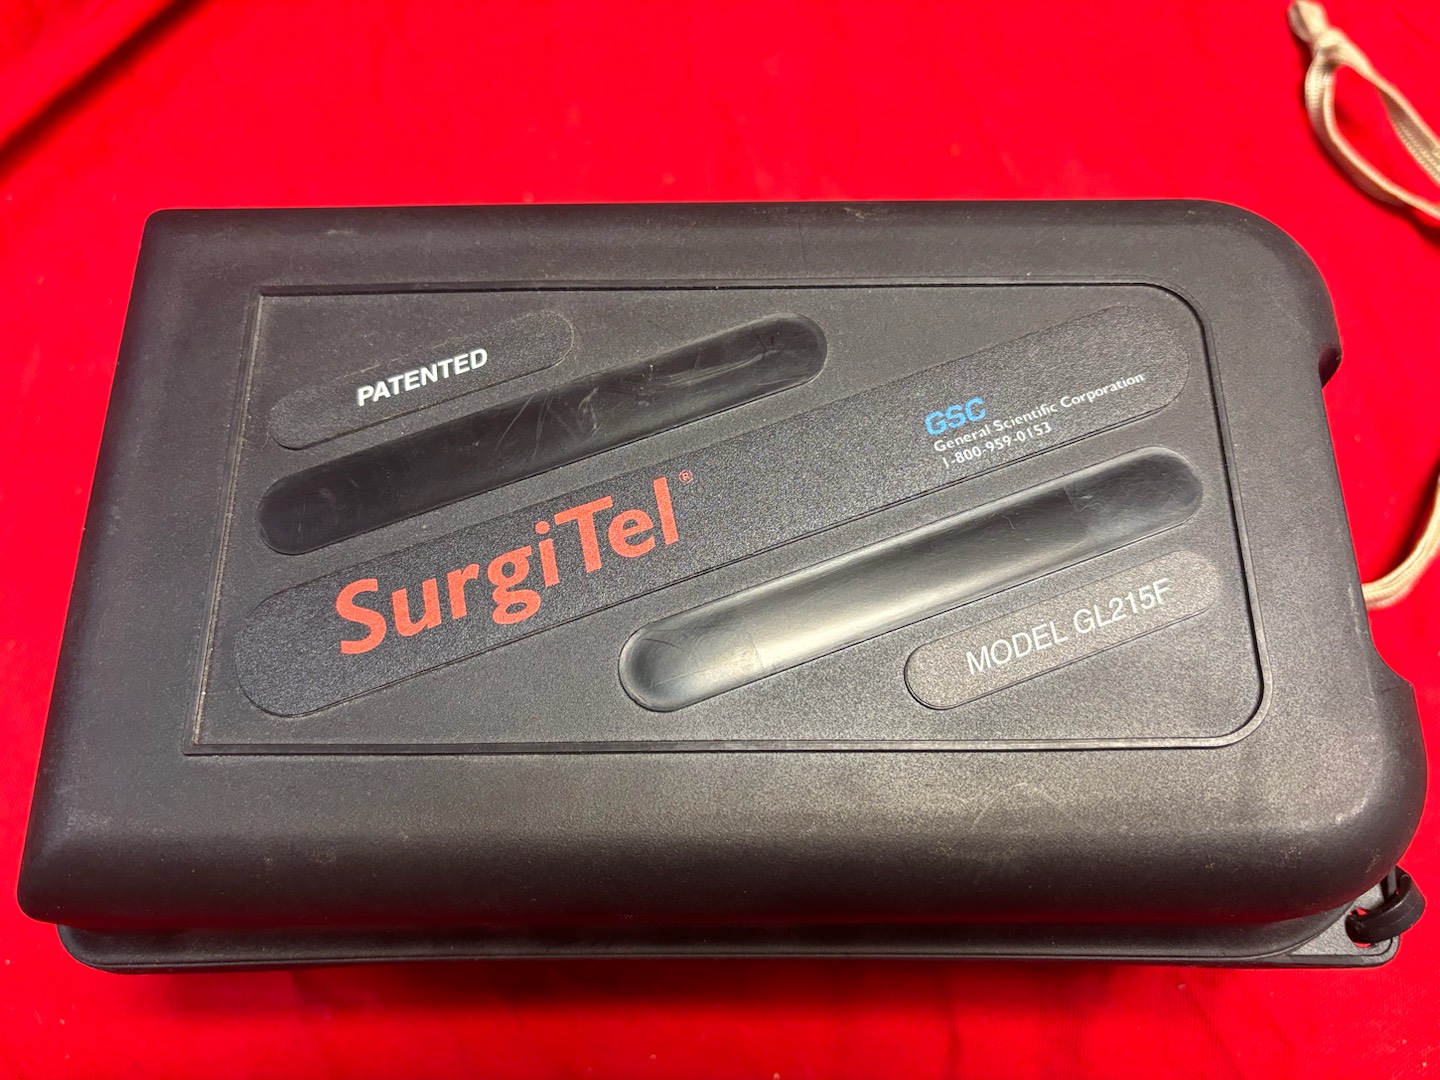 PATENTED
SurgiTel®
GSC
General Scientific Corporation
1-800-959-0153
MODEL GL215F